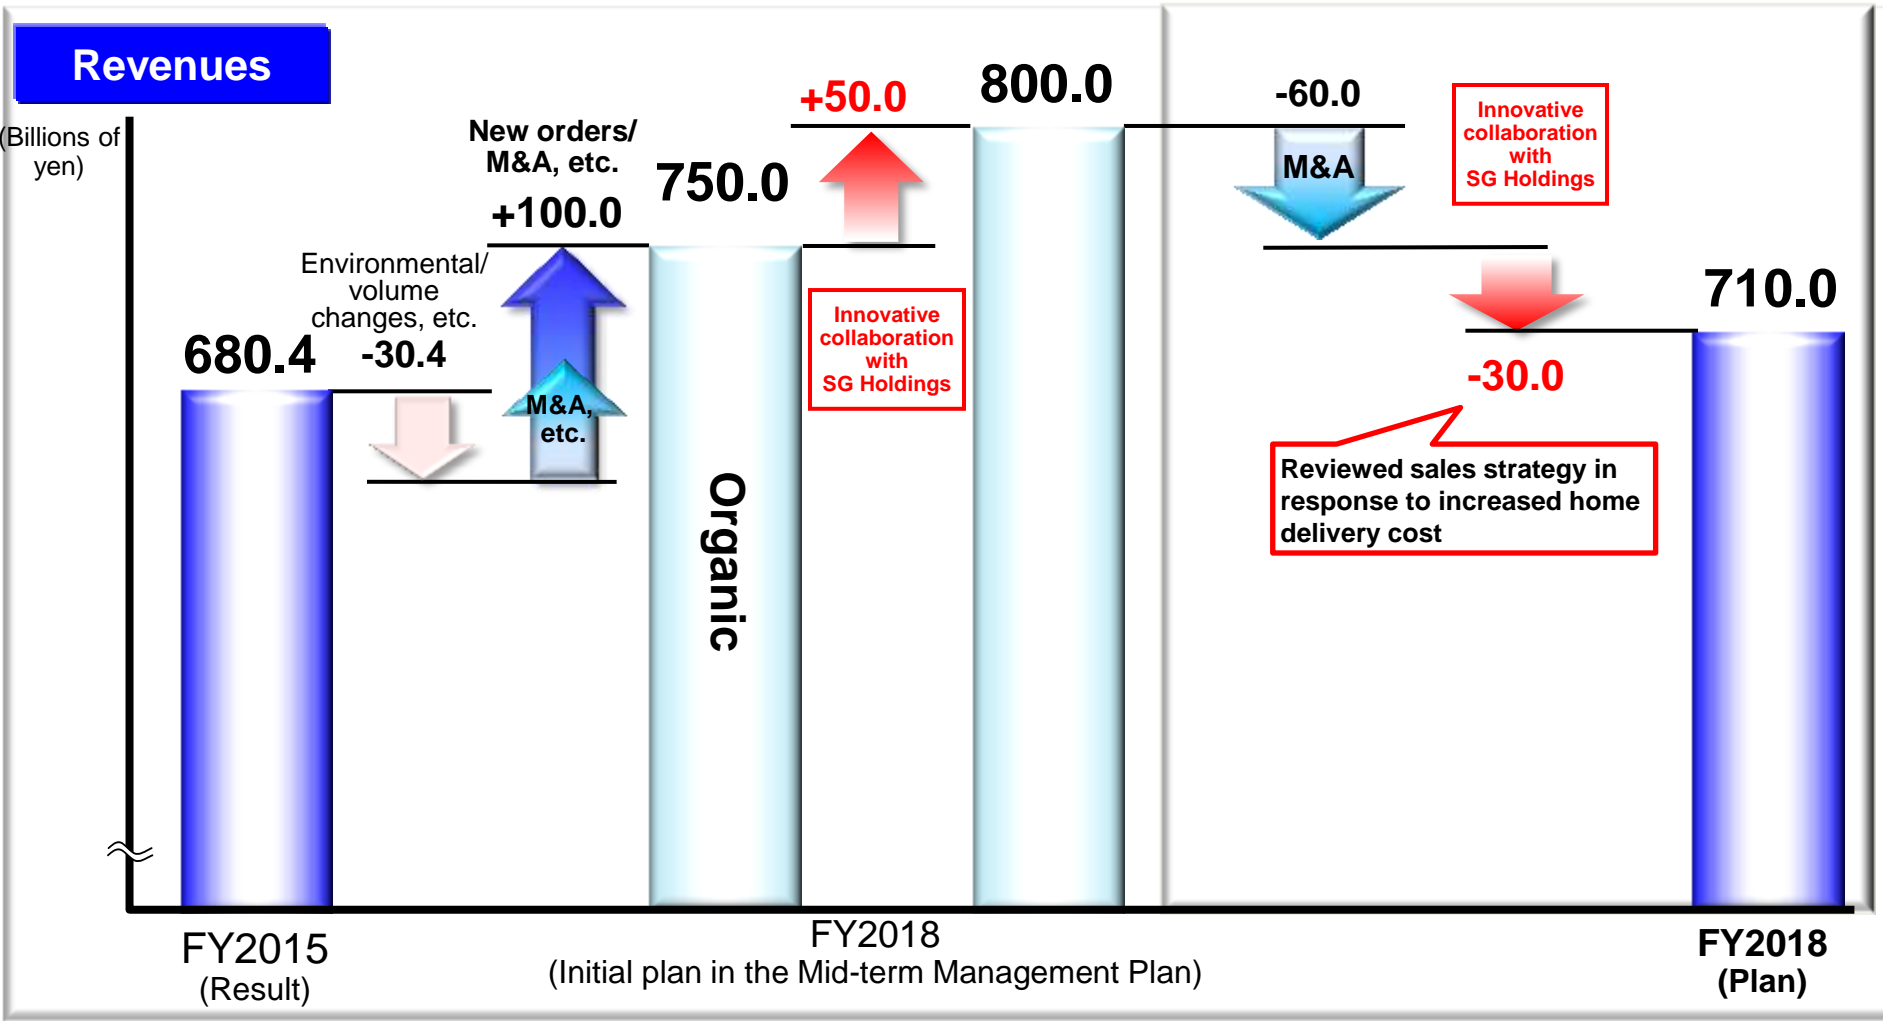 Revenues
(Billions of
yen)
680.4
Environmental/
volume
changes, etc.
-30.4
New orders/
M&A, etc.
+100.0
M&A,
etc.
750.0
Organic
+50.0
Innovative
collaboration
with
SG Holdings
800.0
-60.0
M&A
Innovative
collaboration
with
SG Holdings
-30.0
Reviewed sales strategy in
response to increased home
delivery cost
710.0
FY2015
(Result)
FY2018
(Initial plan in the Mid-term Management Plan)
FY2018
(Plan)